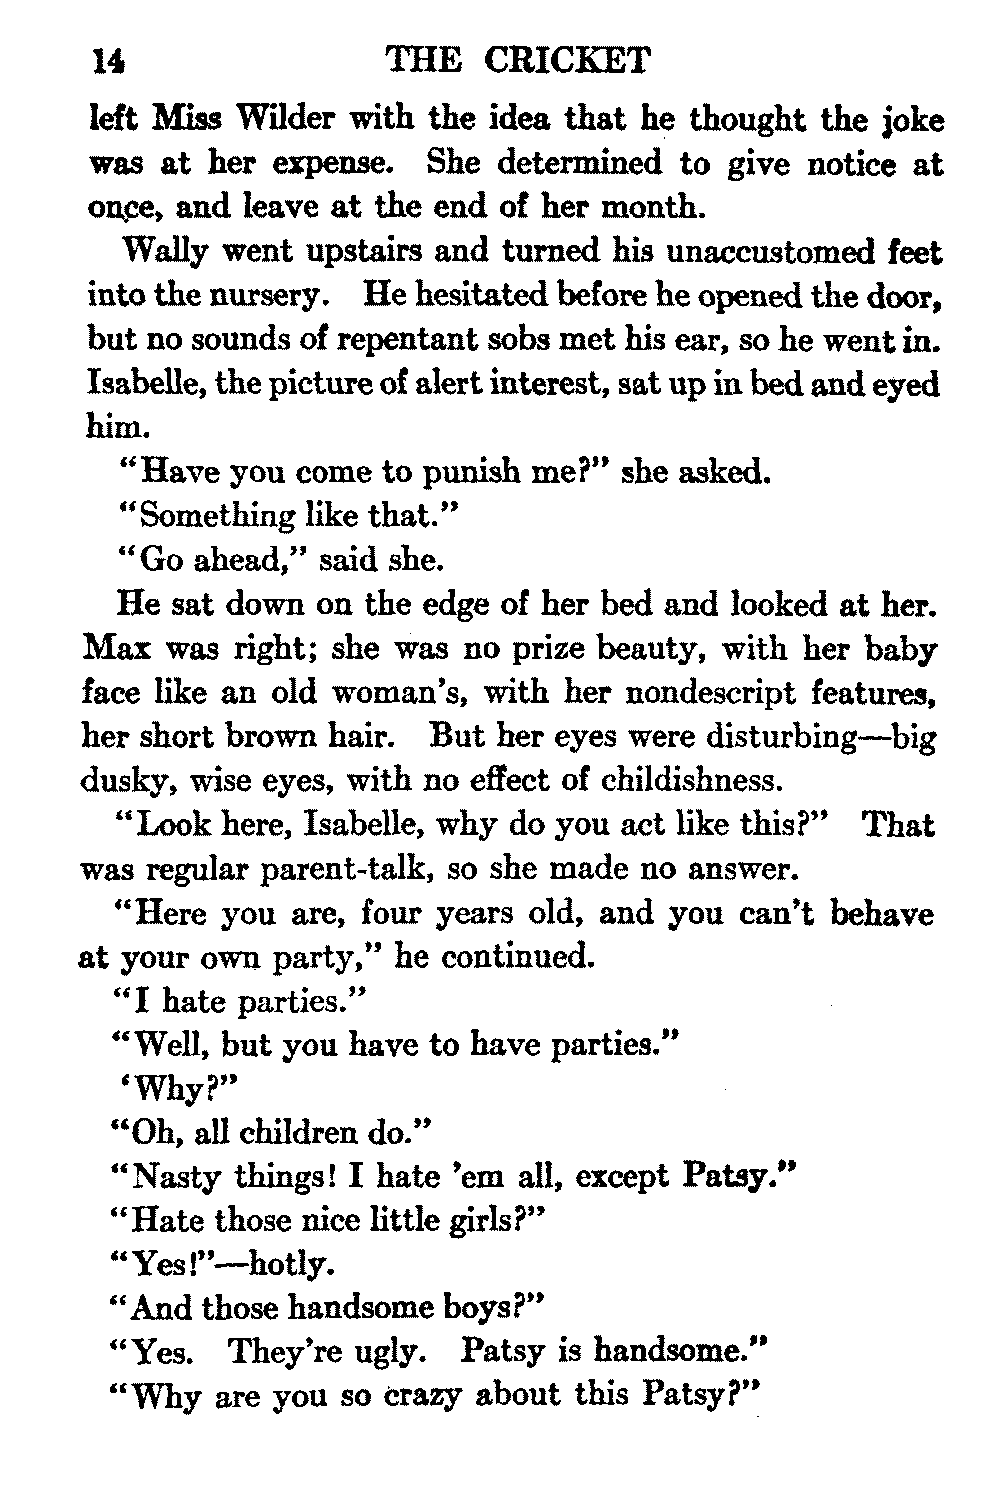 14 THE CRICKET
left Miss Wilder with the idea that he thought the joke
was at her expense. She determined to give notice at
once, and leave at the end of her month.
Wally went upstairs and turned his unaccustomed feet
into the nursery. He hesitated before he opened the door,
but no sounds of repentant sobs met his ear, so he went in.
Isabelle, the picture of alert interest, sat up in bed and eyed
him.
“Have you come to punish me?” she asked.
“Something like that.”
“Go ahead,” said she.
He sat down on the edge of her bed and looked at her.
Max was right; she was no prize beauty, with her baby
face like an old woman’s, with her nondescript features,
her short brown hair. But her eyes were disturbing—big
dusky, wise eyes, with no effect of childishness.
“Look here, Isabelle, why do you act like this?” That
was regular parent-talk, so she made no answer.
“Here you are, four years old, and you can’t behave
at your own party,” he continued.
“I hate parties.”
“Well, but you have to have parties.”
‘Why?”
“Oh, all children do.”
“Nasty things! I hate ’em all, except Patsy.”
“Hate those nice little girls?”
“Yes!”—hotly.
“And those handsome boys?”
“Yes. They’re ugly. Patsy is handsome.”
“Why are you so crazy about this Patsy?”